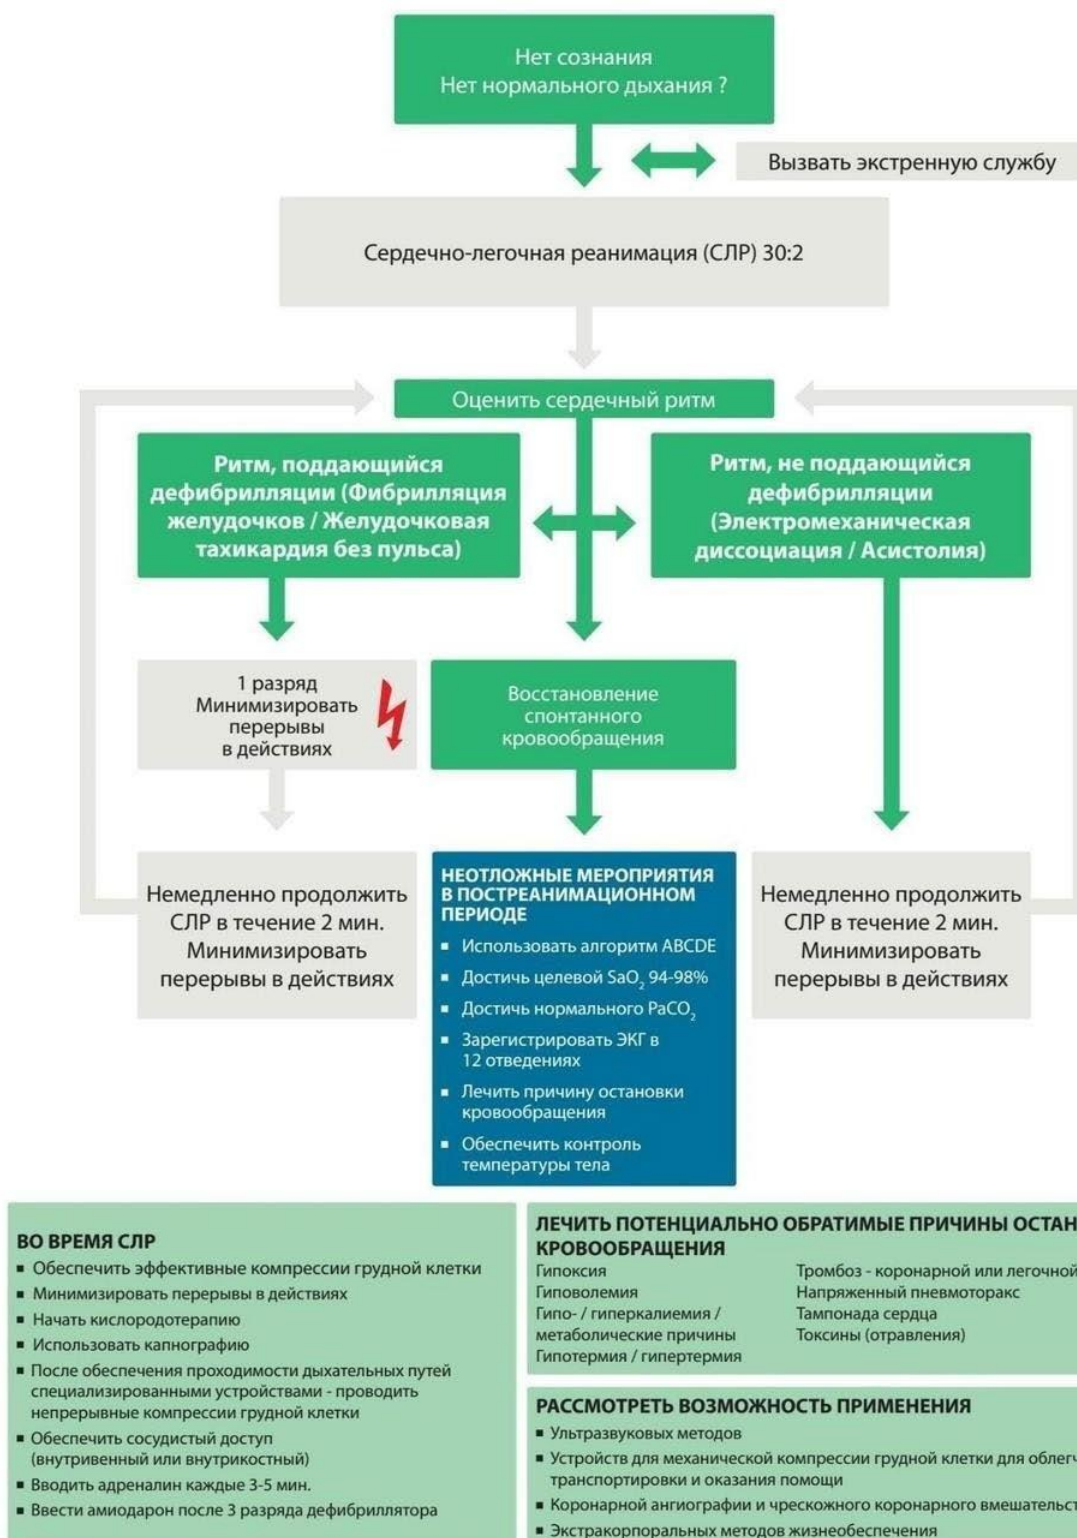 Нет сознания
Нет нормального дыхания ?
Вызвать экстренную службу
Сердечно-легочная реанимация (СЛР) 30:2
Оценить сердечный ритм
Ритм, поддающийся
дефибрилляции (Фибрилляция
желудочков / Желудочковая
тахикардия без пульса)
Ритм, не поддающийся
дефибрилляции
(Электромеханическая
диссоциация / Асистолия)
1 разряд
Минимизировать
перерывы
в действиях
Восстановление
спонтанного
кровообращения
Немедленно продолжить
СЛР в течение 2 мин.
Минимизировать
перерывы в действиях
НЕОТЛОЖНЫЕ МЕРОПРИЯТИЯ
В ПОСТРЕАНИМАЦИОННОМ
ПЕРИОДЕ
▪ Использовать алгоритм ABCDE
▪ Достичь целевой SaO₂ 94-98%
▪ Достичь нормального PaCO₂
▪ Зарегистрировать ЭКГ в
12 отведениях
▪ Лечить причину остановки
кровообращения
▪ Обеспечить контроль
температуры тела
Немедленно продолжить
СЛР в течение 2 мин.
Минимизировать
перерывы в действиях
ВО ВРЕМЯ СЛР
▪ Обеспечить эффективные компрессии грудной клетки
▪ Минимизировать перерывы в действиях
▪ Начать кислородотерапию
▪ Использовать капнографию
▪ После обеспечения проходимости дыхательных путей
специализированными устройствами - проводить
непрерывные компрессии грудной клетки
▪ Обеспечить сосудистый доступ
(внутривенный или внутрикостный)
▪ Вводить адреналин каждые 3-5 мин.
▪ Ввести амиодарон после 3 разряда дефибриллятора
ЛЕЧИТЬ ПОТЕНЦИАЛЬНО ОБРАТИМЫЕ ПРИЧИНЫ ОСТАН
КРОВООБРАЩЕНИЯ
Гипоксия
Гиповолемия
Гипо- / гиперкалиемия /
метаболические причины
Гипотермия / гипертермия
Тромбоз - коронарной или легочной
Напряженный пневмоторакс
Тампонада сердца
Токсины (отравления)
РАССМОТРЕТЬ ВОЗМОЖНОСТЬ ПРИМЕНЕНИЯ
▪ Ультразвуковых методов
▪ Устройств для механической компрессии грудной клетки для облегч
транспортировки и оказания помощи
▪ Коронарной ангиографии и чрескожного коронарного вмешательст
▪ Экстракорпоральных методов жизнеобеспечения